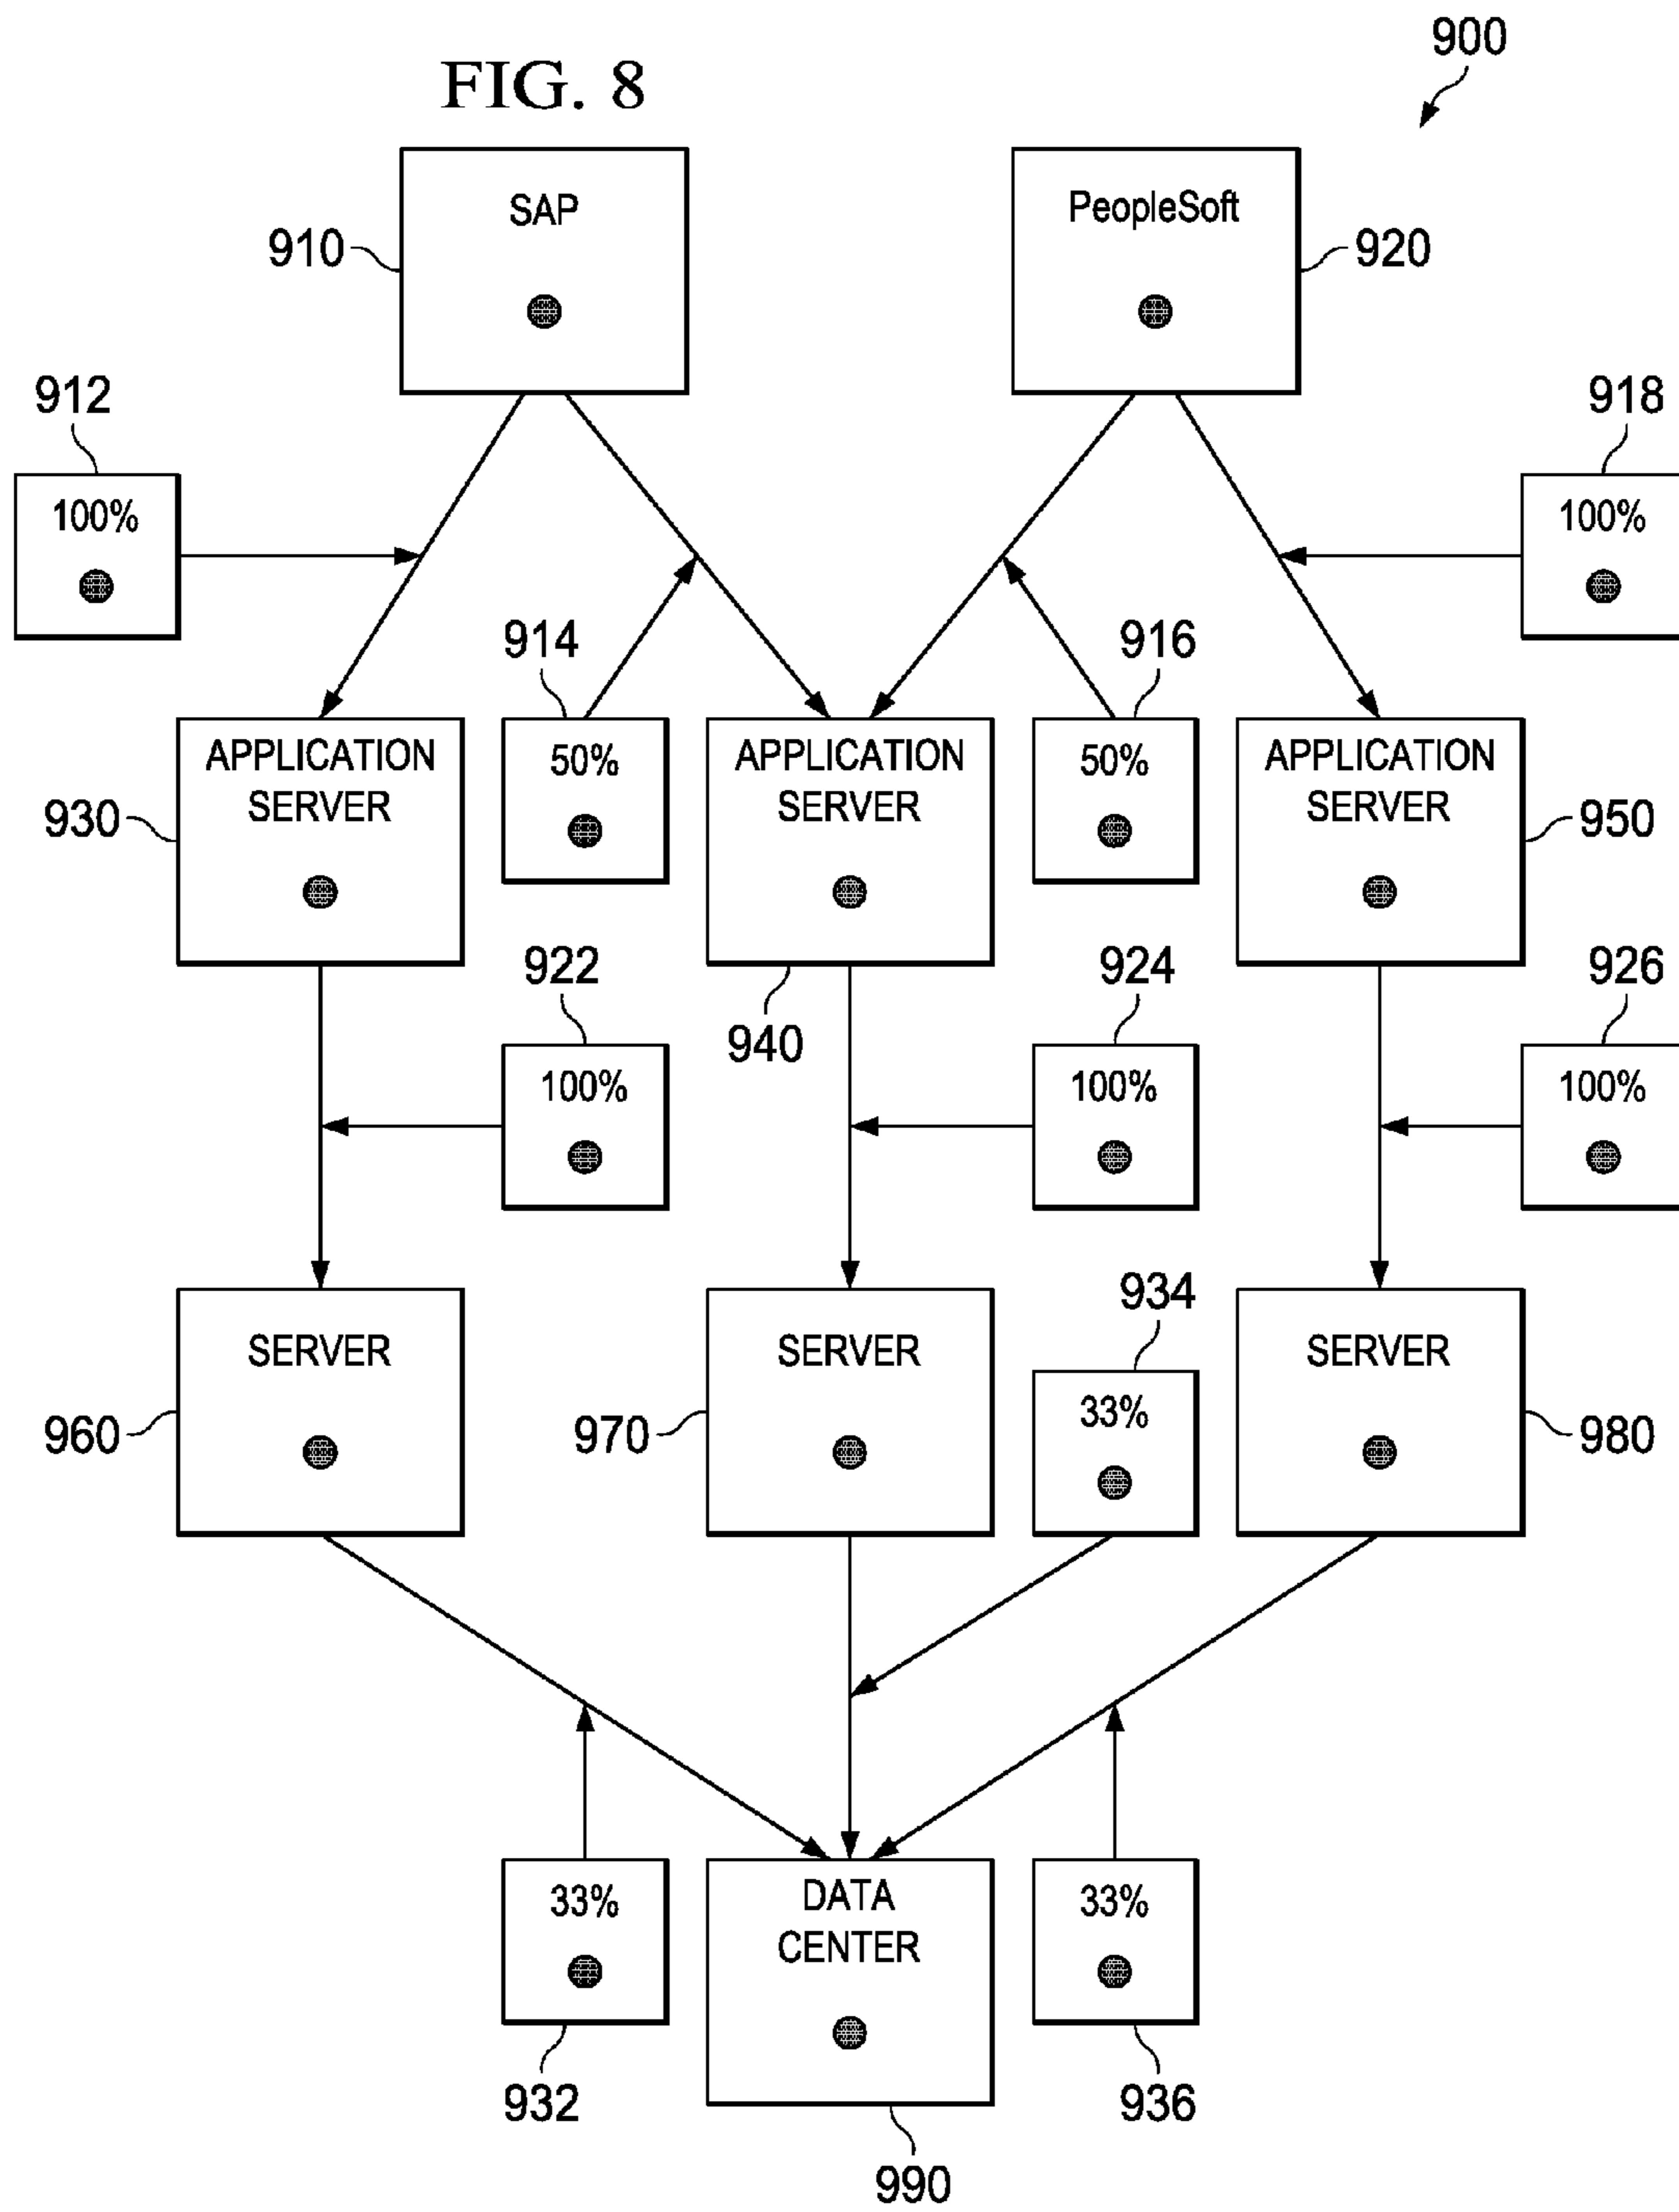 900
FIG. 8
SAP
PeopleSoft
910
920
912
918
100%
100%
914
916
APPLICATION
SERVER
50%
APPLICATION
SERVER
50%
APPLICATION
SERVER
930
950
922
924
926
940
100%
100%
100%
934
SERVER
SERVER
SERVER
33%
960
970
980
33%
DATA
CENTER
33%
932
936
990